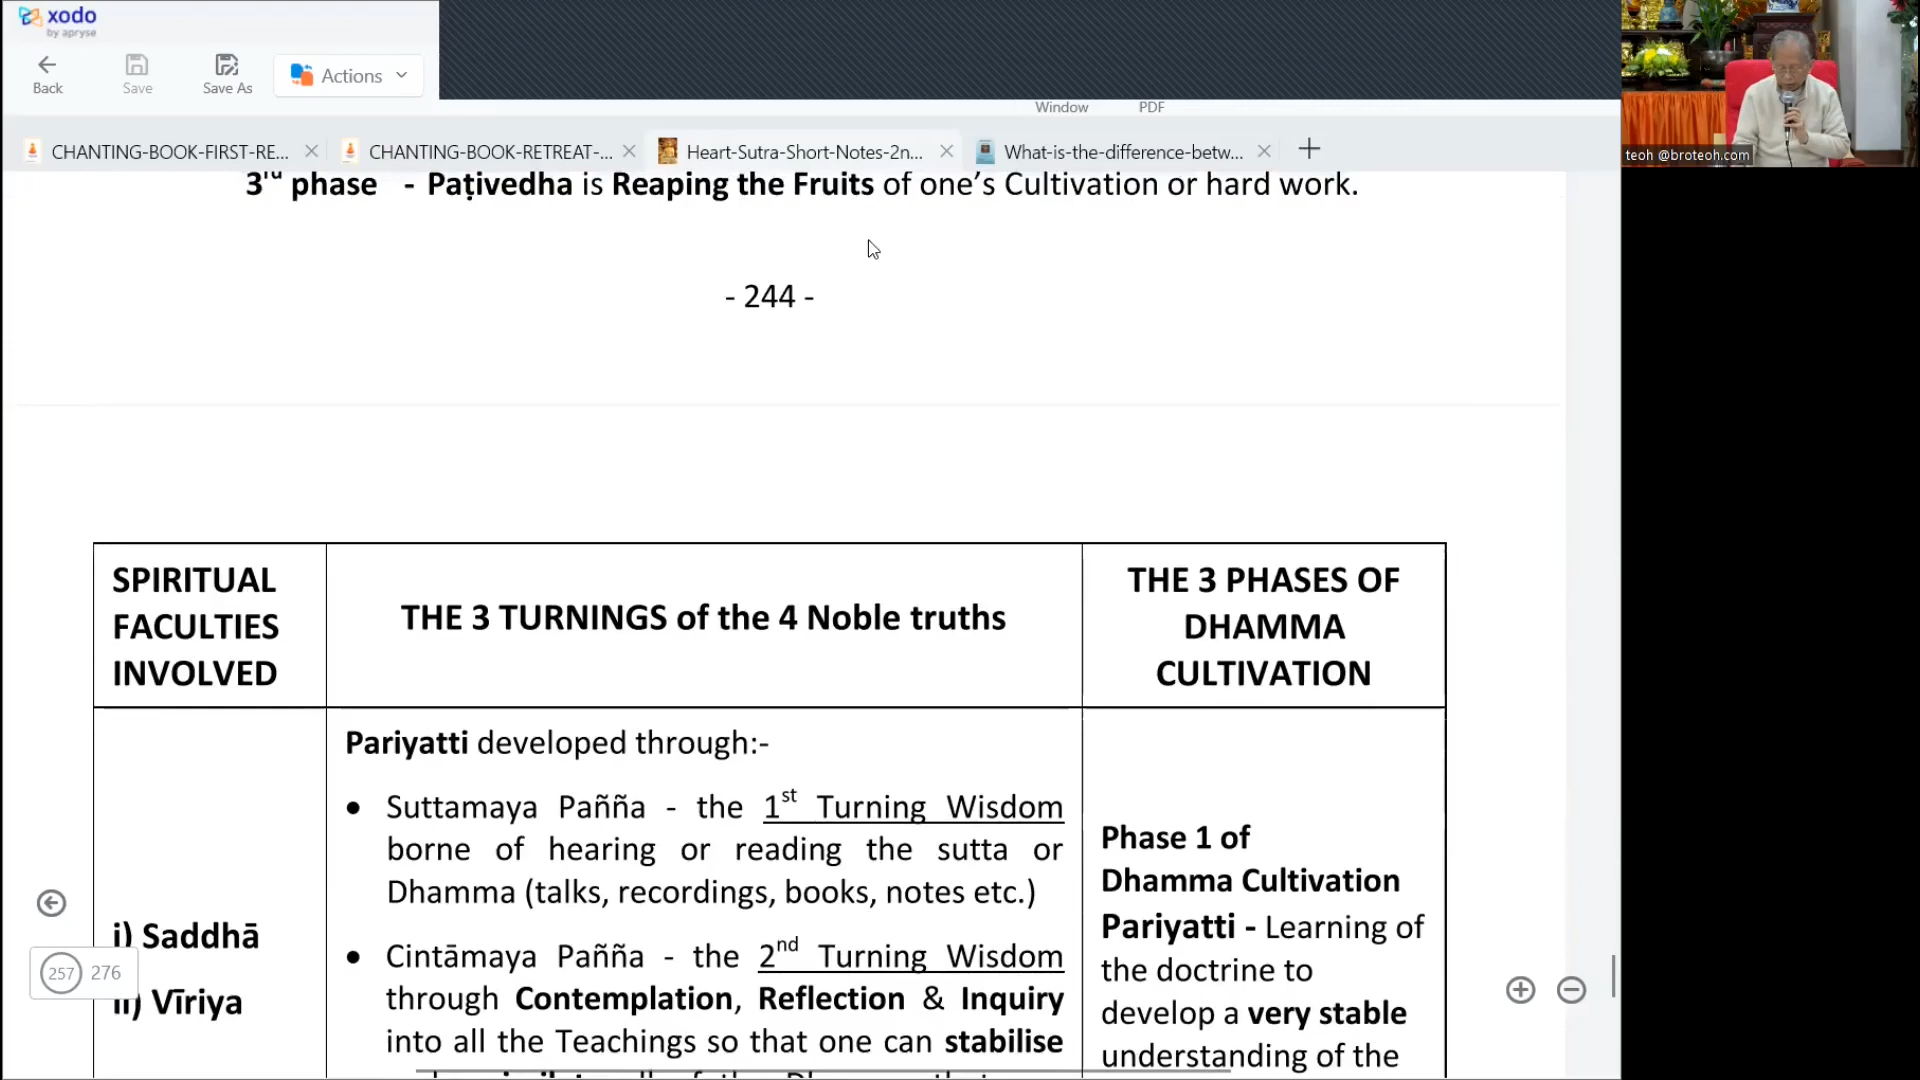 xodo
by apryse
Back
Save
Save As
Actions
Window
PDF
CHANTING-BOOK-FIRST-RE...
CHANTING-BOOK-RETREAT-...
Heart-Sutra-Short-Notes-2n...
What-is-the-difference-betw...
teoh @broteoh.com
3rd phase - Paṭivedha is Reaping the Fruits of one’s Cultivation or hard work.
- 244 -
SPIRITUAL
FACULTIES
INVOLVED
THE 3 TURNINGS of the 4 Noble truths
THE 3 PHASES OF
DHAMMA
CULTIVATION
i) Saddhā
ii) Vīriya
Pariyatti developed through:-
• Suttamaya Pañña - the 1st Turning Wisdom
borne of hearing or reading the sutta or
Dhamma (talks, recordings, books, notes etc.)
• Cintāmaya Pañña - the 2nd Turning Wisdom
through Contemplation, Reflection & Inquiry
into all the Teachings so that one can stabilise
Phase 1 of
Dhamma Cultivation
Pariyatti - Learning of
the doctrine to
develop a very stable
understanding of the
257 276